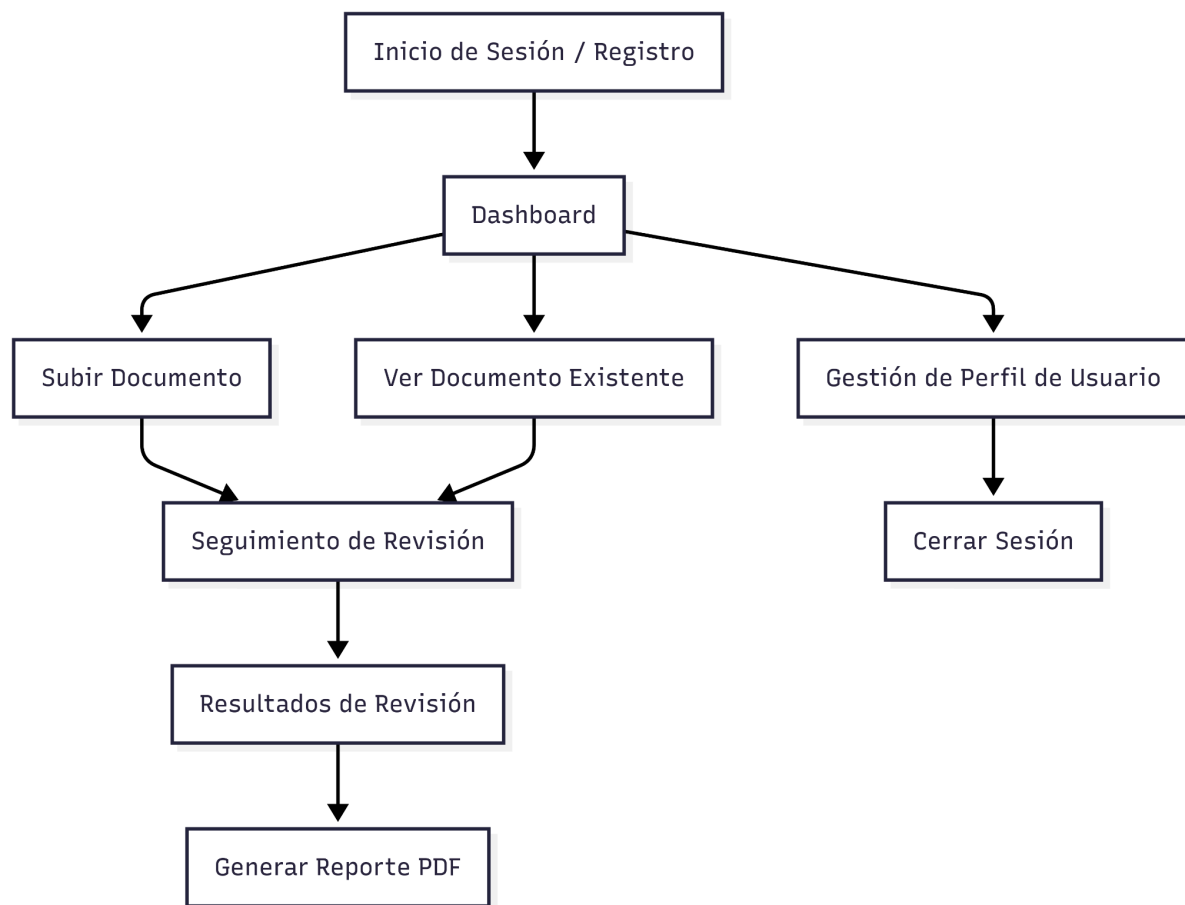 Inicio de Sesión / Registro
Dashboard
Subir Documento
Ver Documento Existente
Gestión de Perfil de Usuario
Seguimiento de Revisión
Cerrar Sesión
Resultados de Revisión
Generar Reporte PDF